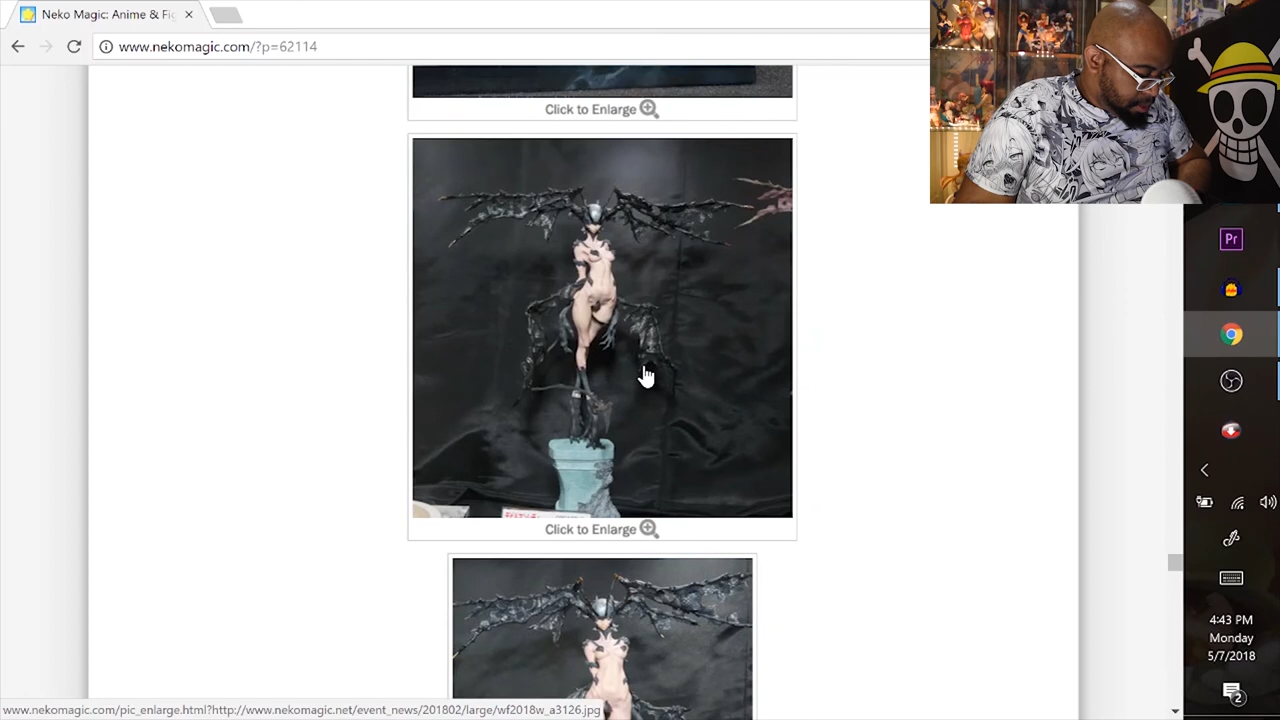 Neko Magic: Anime & Fi
www.nekomagic.com/?p=62114
Click to Enlarge
Click to Enlarge
Pr
4:43 PM
Monday
5/7/2018
2
www.nekomagic.com/pic_enlarge.html?http://www.nekomagic.net/event_news/201802/large/wf2018w_a3126.jpg